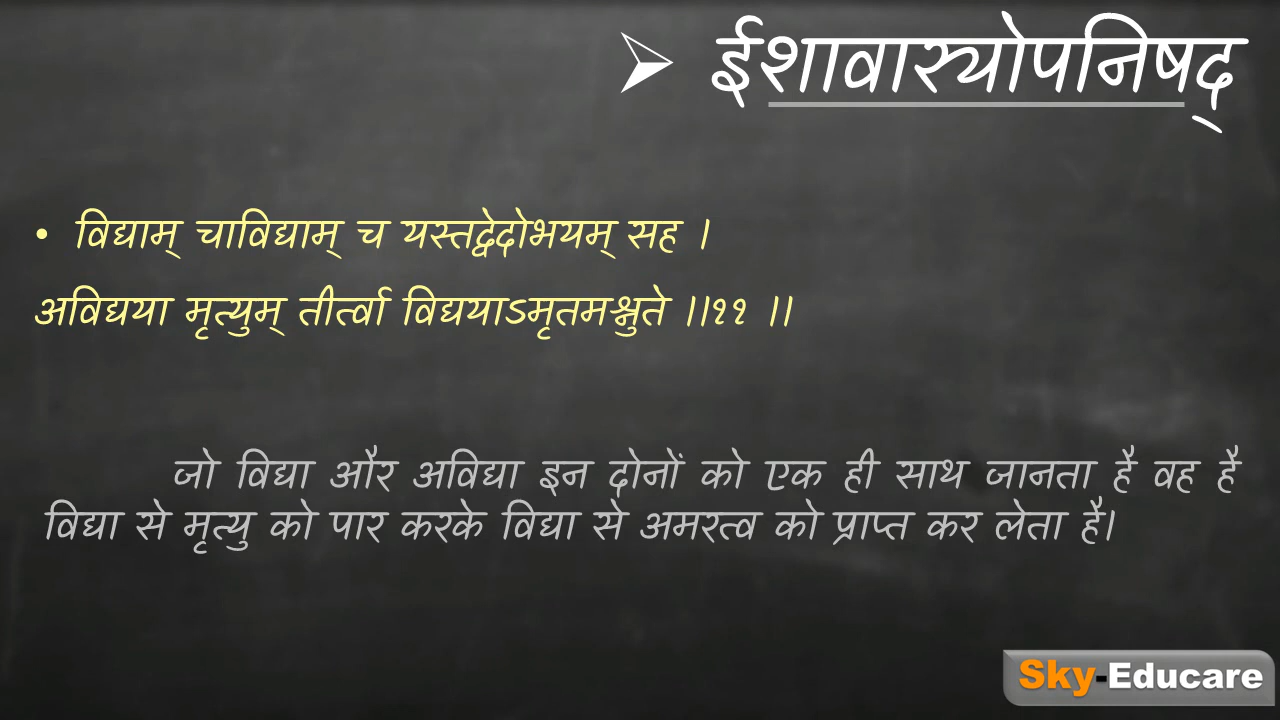 ➢ ईशावास्योपनिषद्
• विद्याम् चाविद्याम् च यस्तद्वेदोभयम् सह ।
अविद्यया मृत्युम् तीर्त्वा विद्ययाऽमृतमश्नुते ।।११ ।।
जो विद्या और अविद्या इन दोनों को एक ही साथ जानता है वह है
विद्या से मृत्यु को पार करके विद्या से अमरत्व को प्राप्त कर लेता है।
Sky-Educare